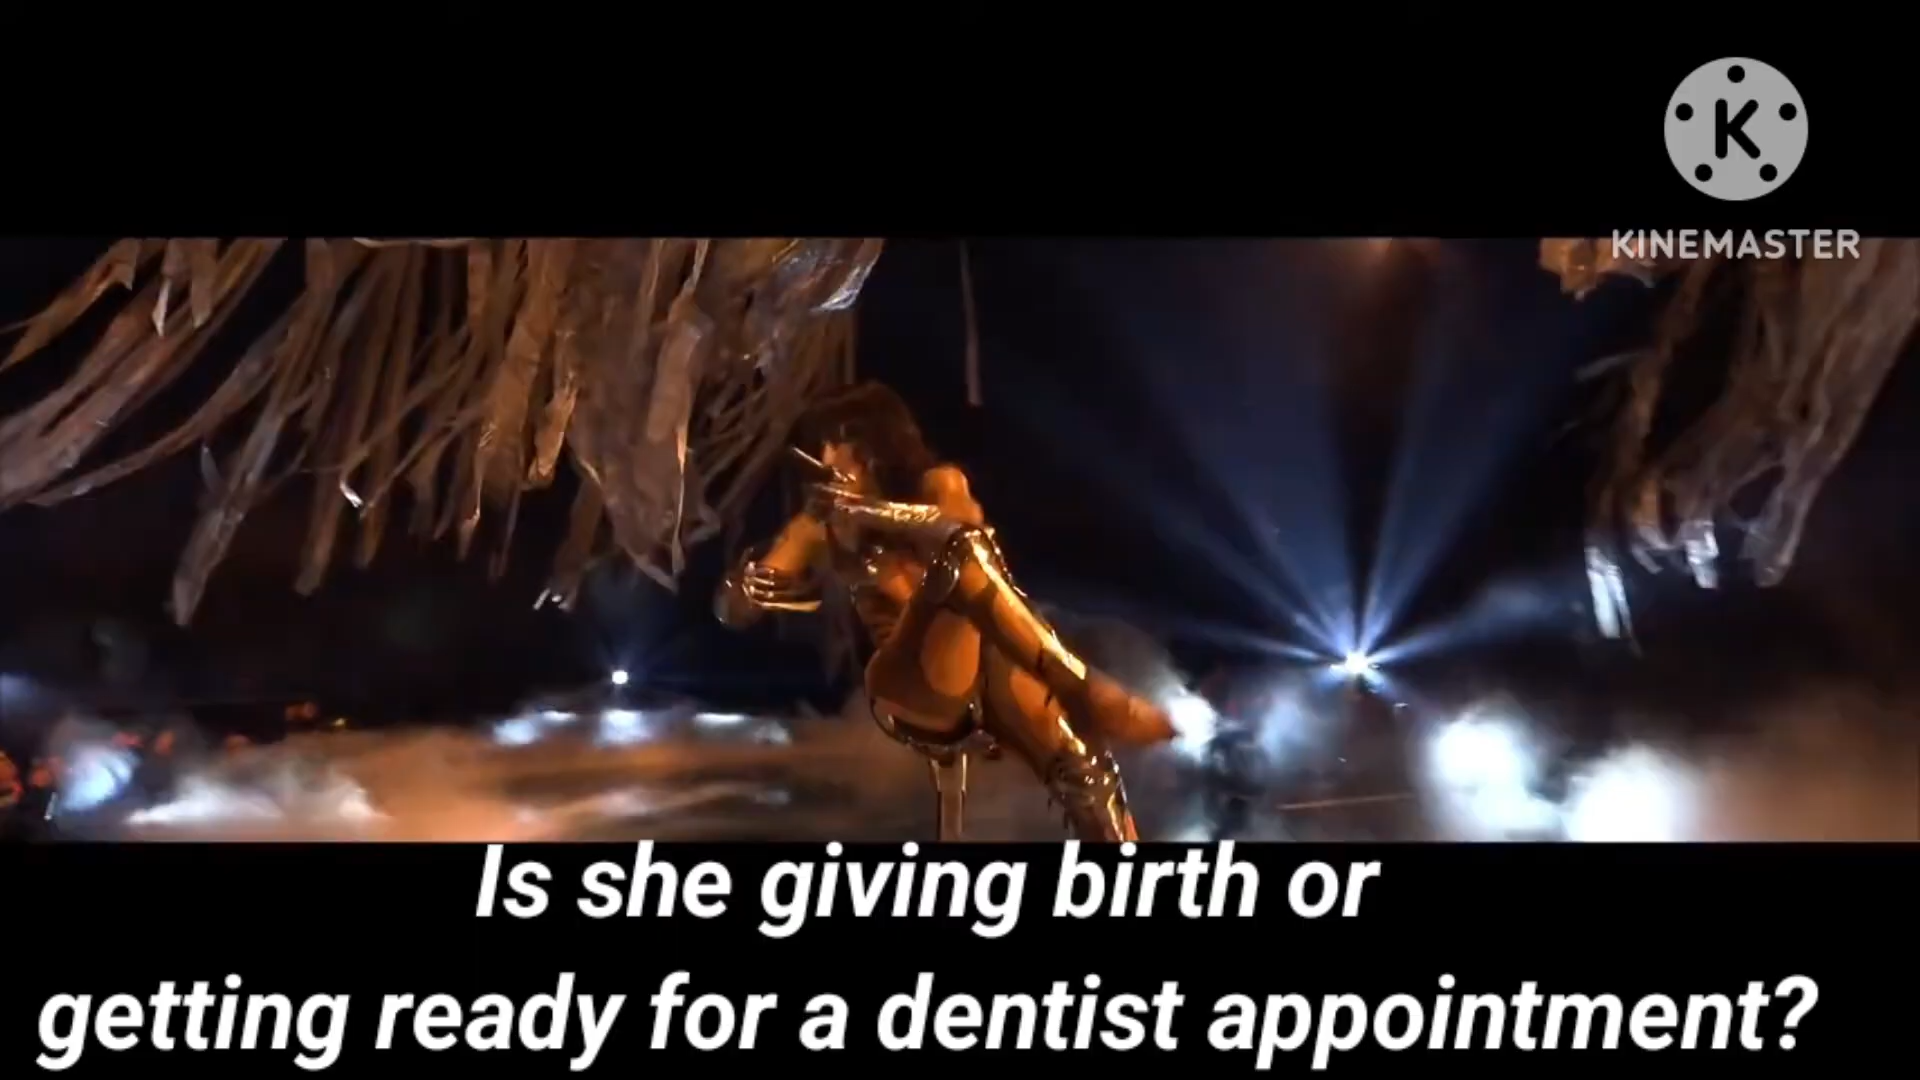 K
KINEMASTER
Is she giving birth or
getting ready for a dentist appointment?